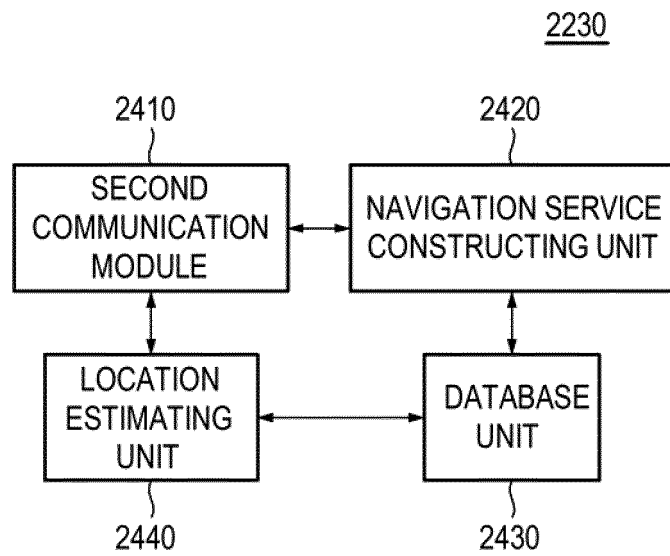 2230
2410
2420
SECOND
COMMUNICATION
MODULE
NAVIGATION SERVICE
CONSTRUCTING UNIT
LOCATION
ESTIMATING
UNIT
DATABASE
UNIT
2440
2430